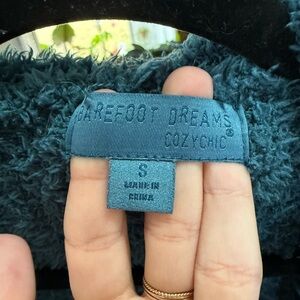 BAREFOOT DREAMS
COZYCHIC®
S
MADE IN
CHINA